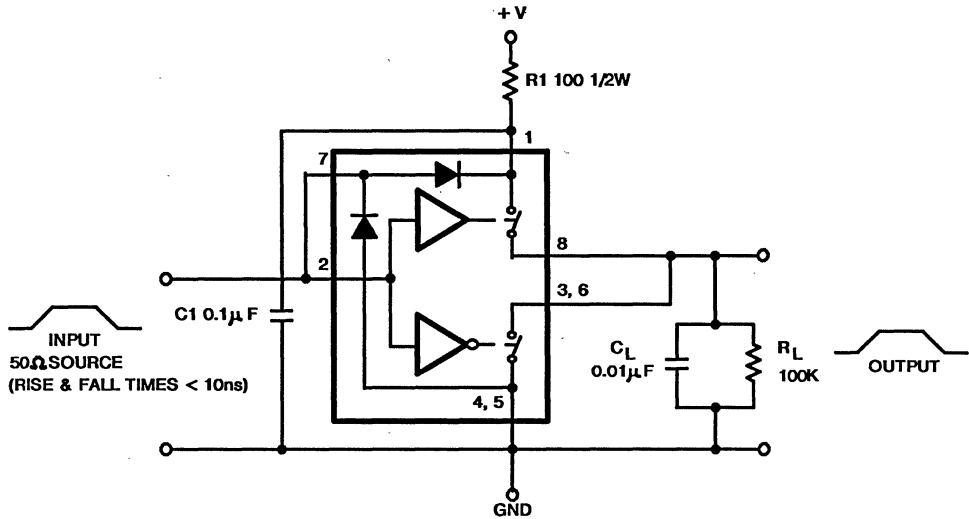 + V
R1 100 1/2W
1
7
2
8
3, 6
4, 5
C1 0.1μF
INPUT
50Ω SOURCE
(RISE & FALL TIMES < 10ns)
CL
0.01μF
RL
100K
OUTPUT
GND